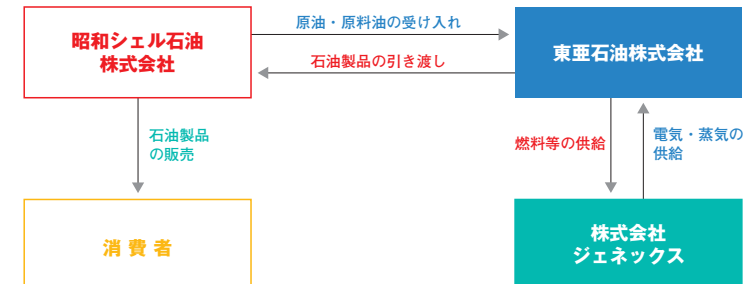 昭和シェル石油
株式会社
原油・原料油の受け入れ
石油製品の引き渡し
東亜石油株式会社
石油製品
の販売
燃料等の供給
電気・蒸気の
供給
消費者
株式会社
ジェネックス